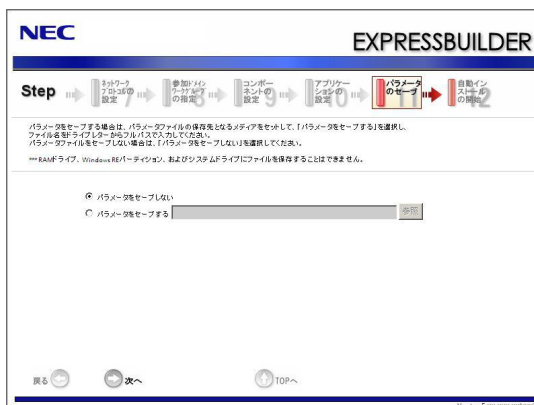 NEC
EXPRESSBUILDER
Step
ネットワークプロトコルの設定 7
参加ドメインワークグループの指定 8
コンポーネントの設定 9
アプリケーションの設定 10
パラメータのセーブ 11
自動インストールの開始 12
パラメータをセーブする場合は、パラメータファイルの保存先となるメディアをセットして、「パラメータをセーブする」を選択し、
ファイル名をドライブレターからフルパスで入力してください。
パラメータファイルをセーブしない場合は、「パラメータをセーブしない」を選択してください。
***RAMドライブ、Windows REパーティション、およびシステムドライブにファイルを保存することはできません。
パラメータをセーブしない
パラメータをセーブする 参照
戻る 次へ TOPへ